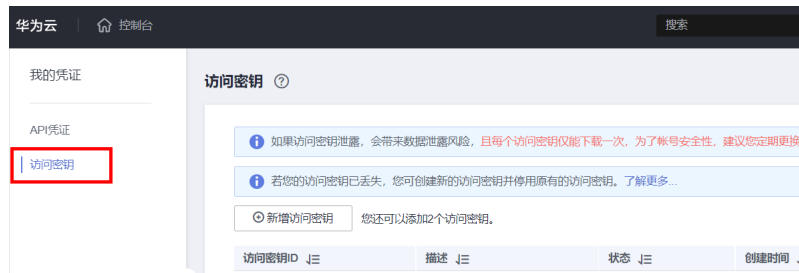 华为云 控制台 搜索
我的凭证
访问密钥
API凭证
如果访问密钥泄露，会带来数据泄露风险，且每个访问密钥仅能下载一次，为了帐号安全性，建议您定期更换
访问密钥
若您的访问密钥已丢失，您可创建新的访问密钥并停用原有的访问密钥。了解更多...
新增访问密钥 您还可以添加2个访问密钥。
访问密钥ID 描述 状态 创建时间